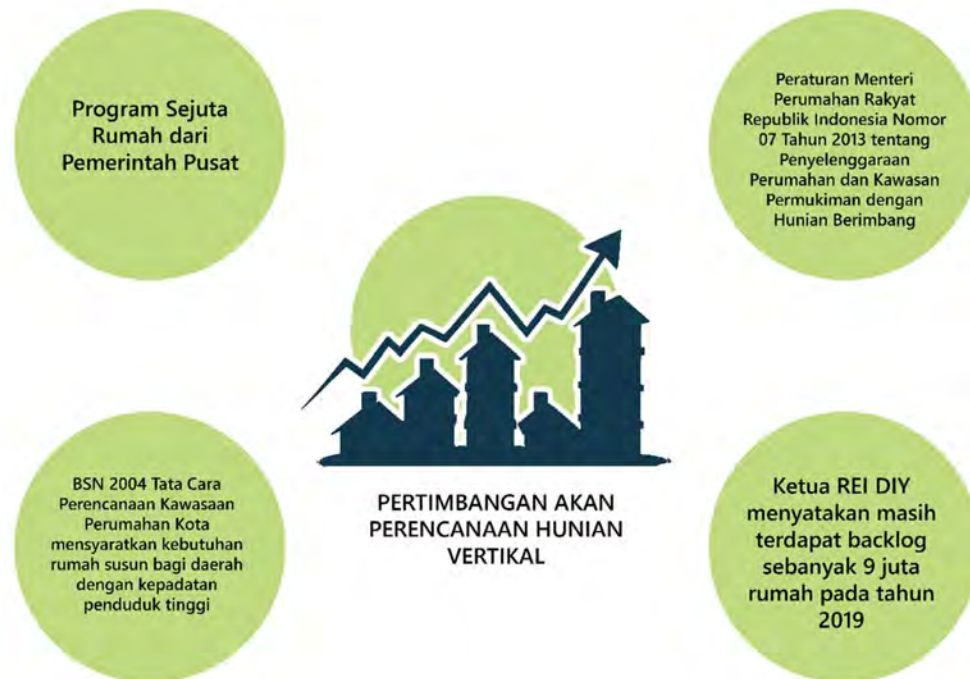 Program Sejuta
Rumah dari
Pemerintah Pusat
Peraturan Menteri
Perumahan Rakyat
Republik Indonesia Nomor
07 Tahun 2013 tentang
Penyelenggaraan
Perumahan dan Kawasan
Permukiman dengan
Hunian Berimbang
BSN 2004 Tata Cara
Perencanaan Kawasaan
Perumahan Kota
mensyaratkan kebutuhan
rumah susun bagi daerah
dengan kepadatan
penduduk tinggi
PERTIMBANGAN AKAN
PERENCANAAN HUNIAN
VERTIKAL
Ketua REI DIY
menyatakan masih
terdapat backlog
sebanyak 9 juta
rumah pada tahun
2019